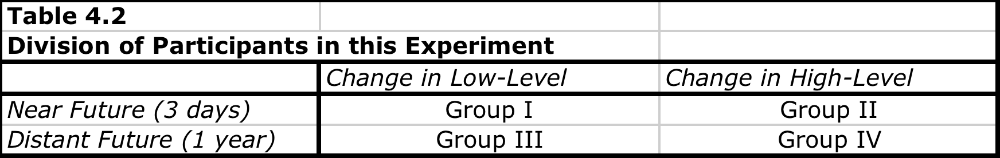 Table 4.2
Division of Participants in this Experiment
Change in Low-Level Change in High-Level
Near Future (3 days) Group I Group II
Distant Future (1 year) Group III Group IV